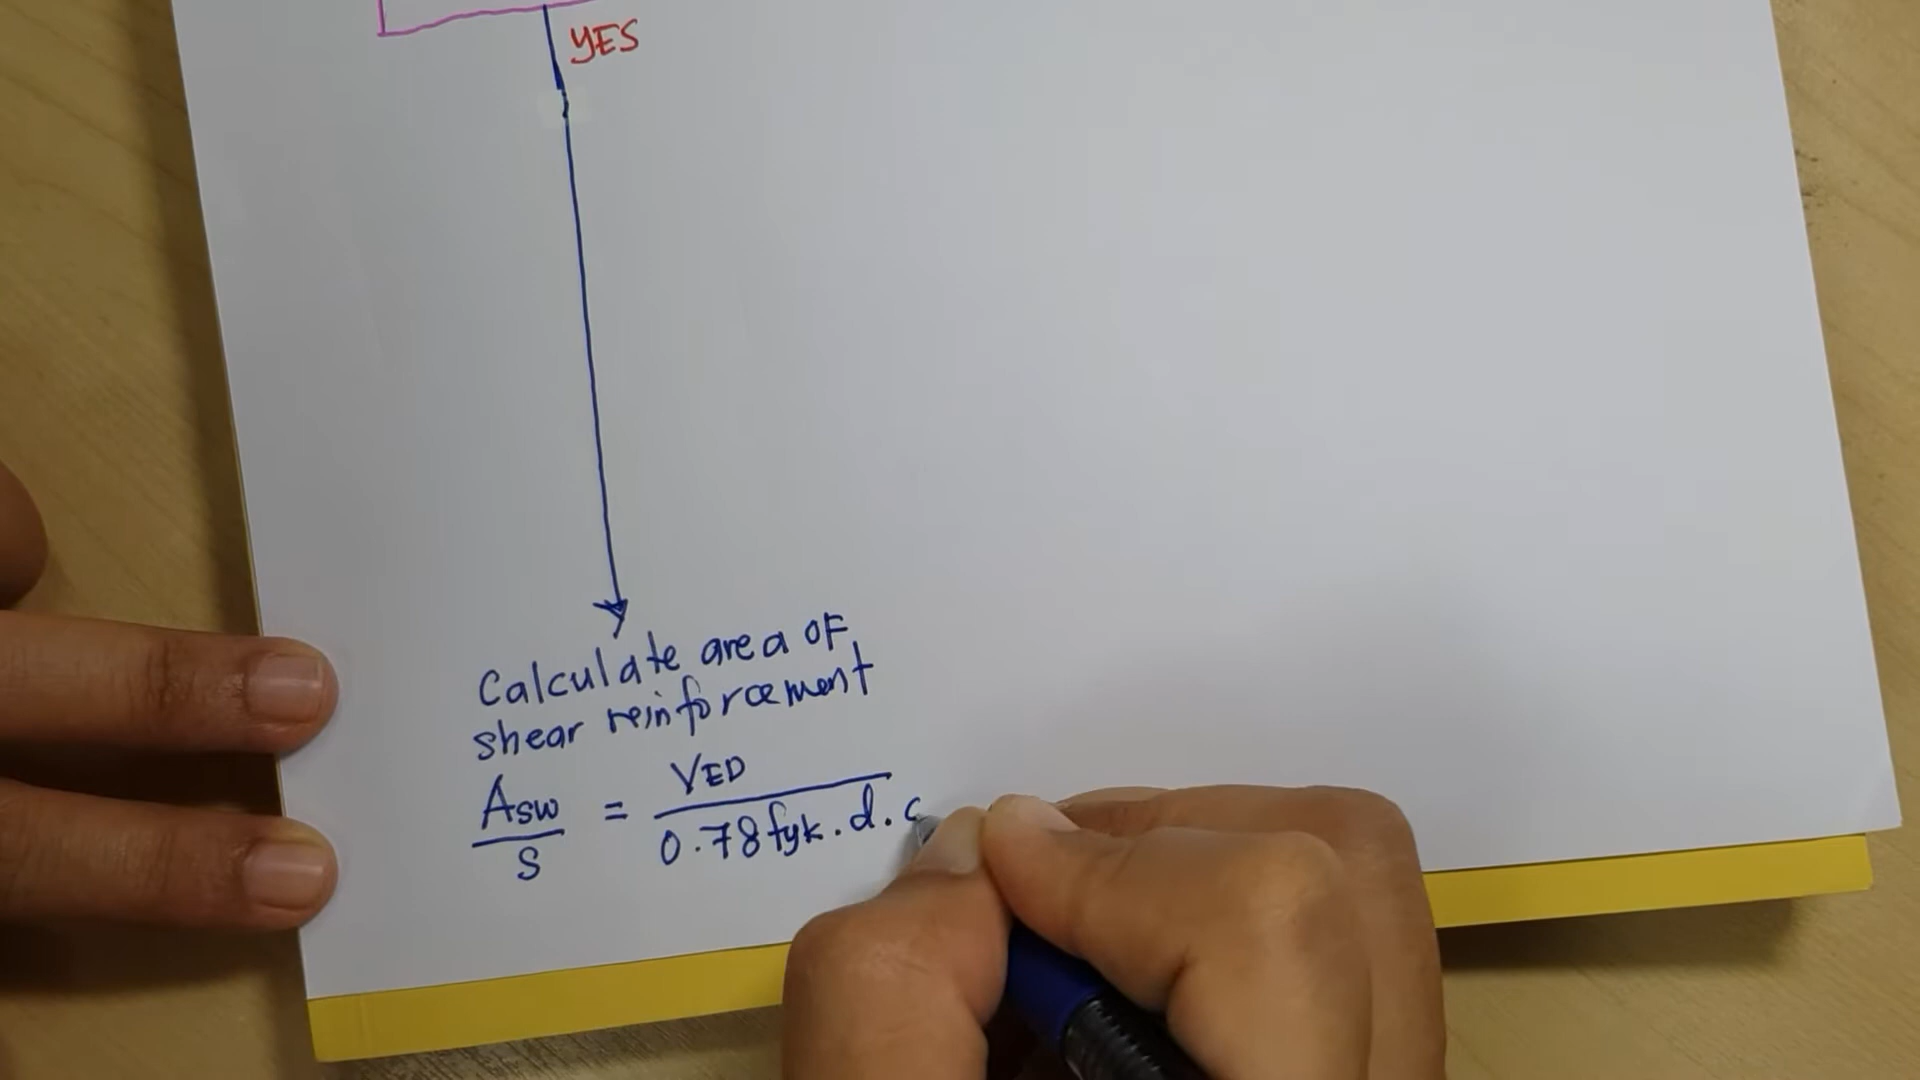 YES
Calculate area of
shear reinforcement
Asw = VED
S 0.78fyk.d.c